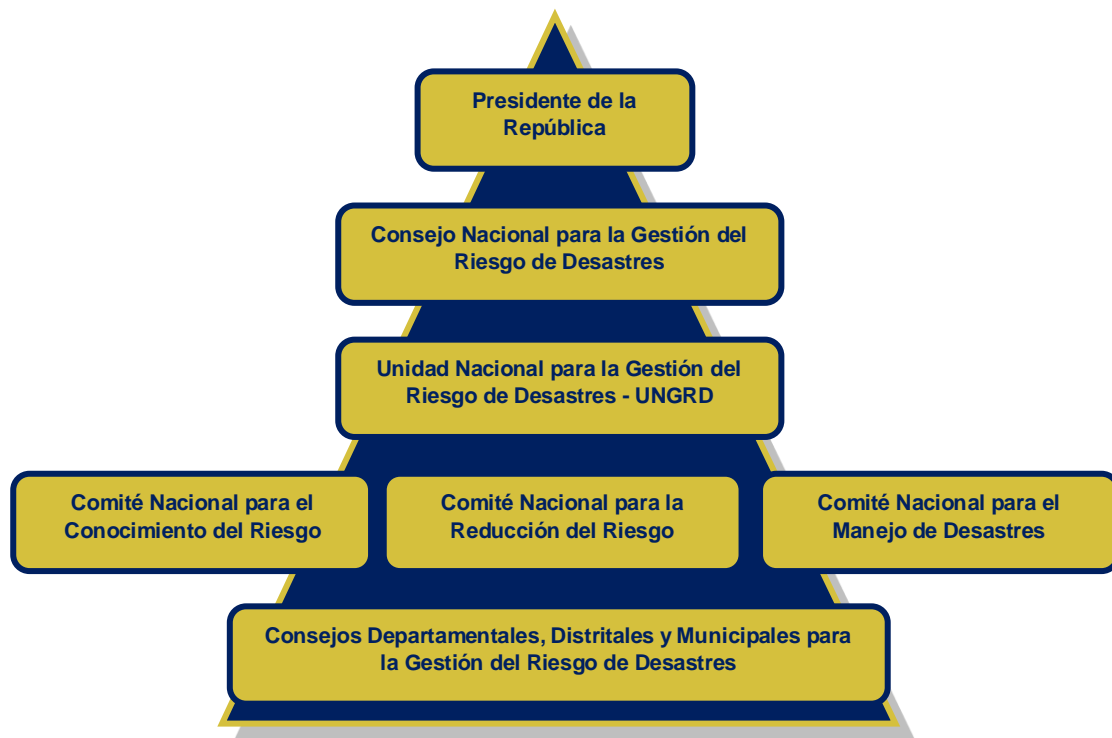 Presidente de la
República
Consejo Nacional para la Gestión del
Riesgo de Desastres
Unidad Nacional para la Gestión del
Riesgo de Desastres - UNGRD
Comité Nacional para el
Conocimiento del Riesgo
Comité Nacional para la
Reducción del Riesgo
Comité Nacional para el
Manejo de Desastres
Consejos Departamentales, Distritales y Municipales para
la Gestión del Riesgo de Desastres